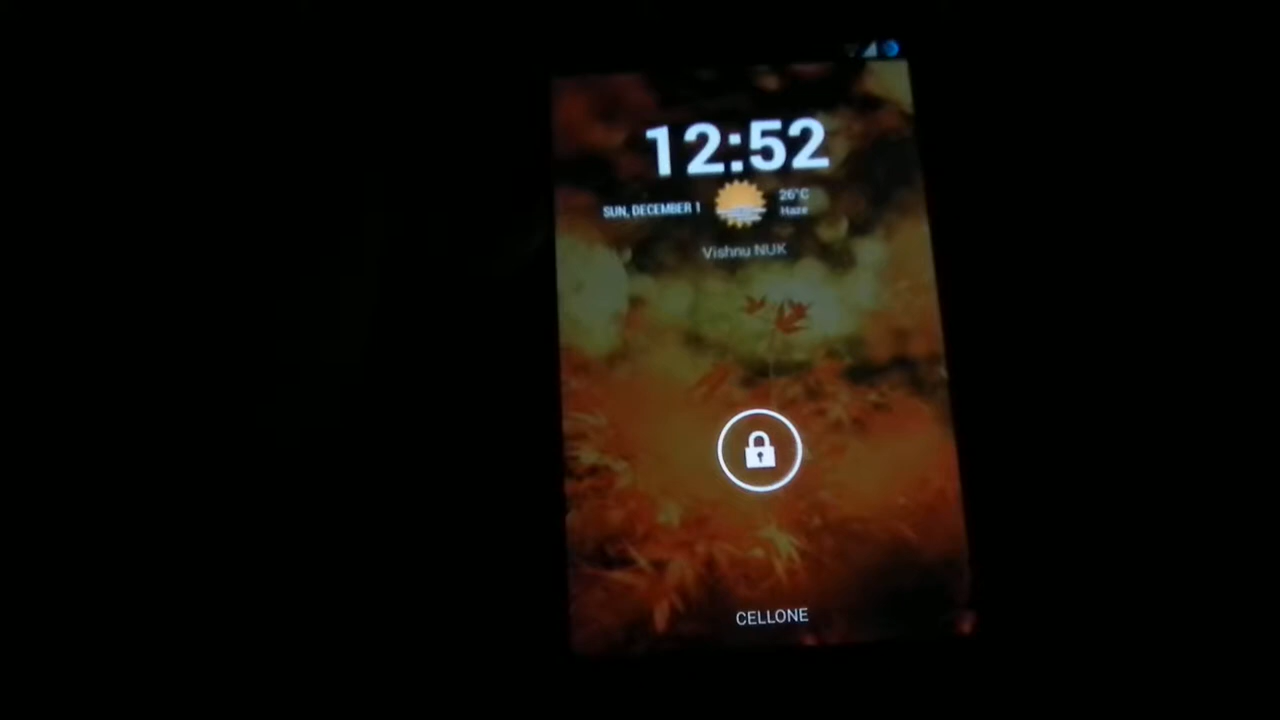 12:52
SUN, DECEMBER 1
26°C
Haze
Vishnu NUK
CELLONE